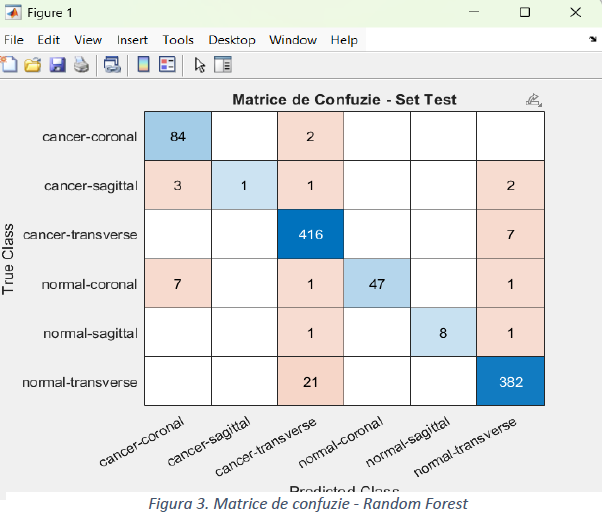 Figure 1
File Edit View Insert Tools Desktop Window Help
Matrice de Confuzie - Set Test
True Class
cancer-coronal 84 2
cancer-sagittal 3 1 1 2
cancer-transverse 416 7
normal-coronal 7 1 47 1
normal-sagittal 1 8 1
normal-transverse 21 382
cancer-coronal cancer-sagittal cancer-transverse normal-coronal normal-sagittal normal-transverse
Predicted Class
Figura 3. Matrice de confuzie - Random Forest